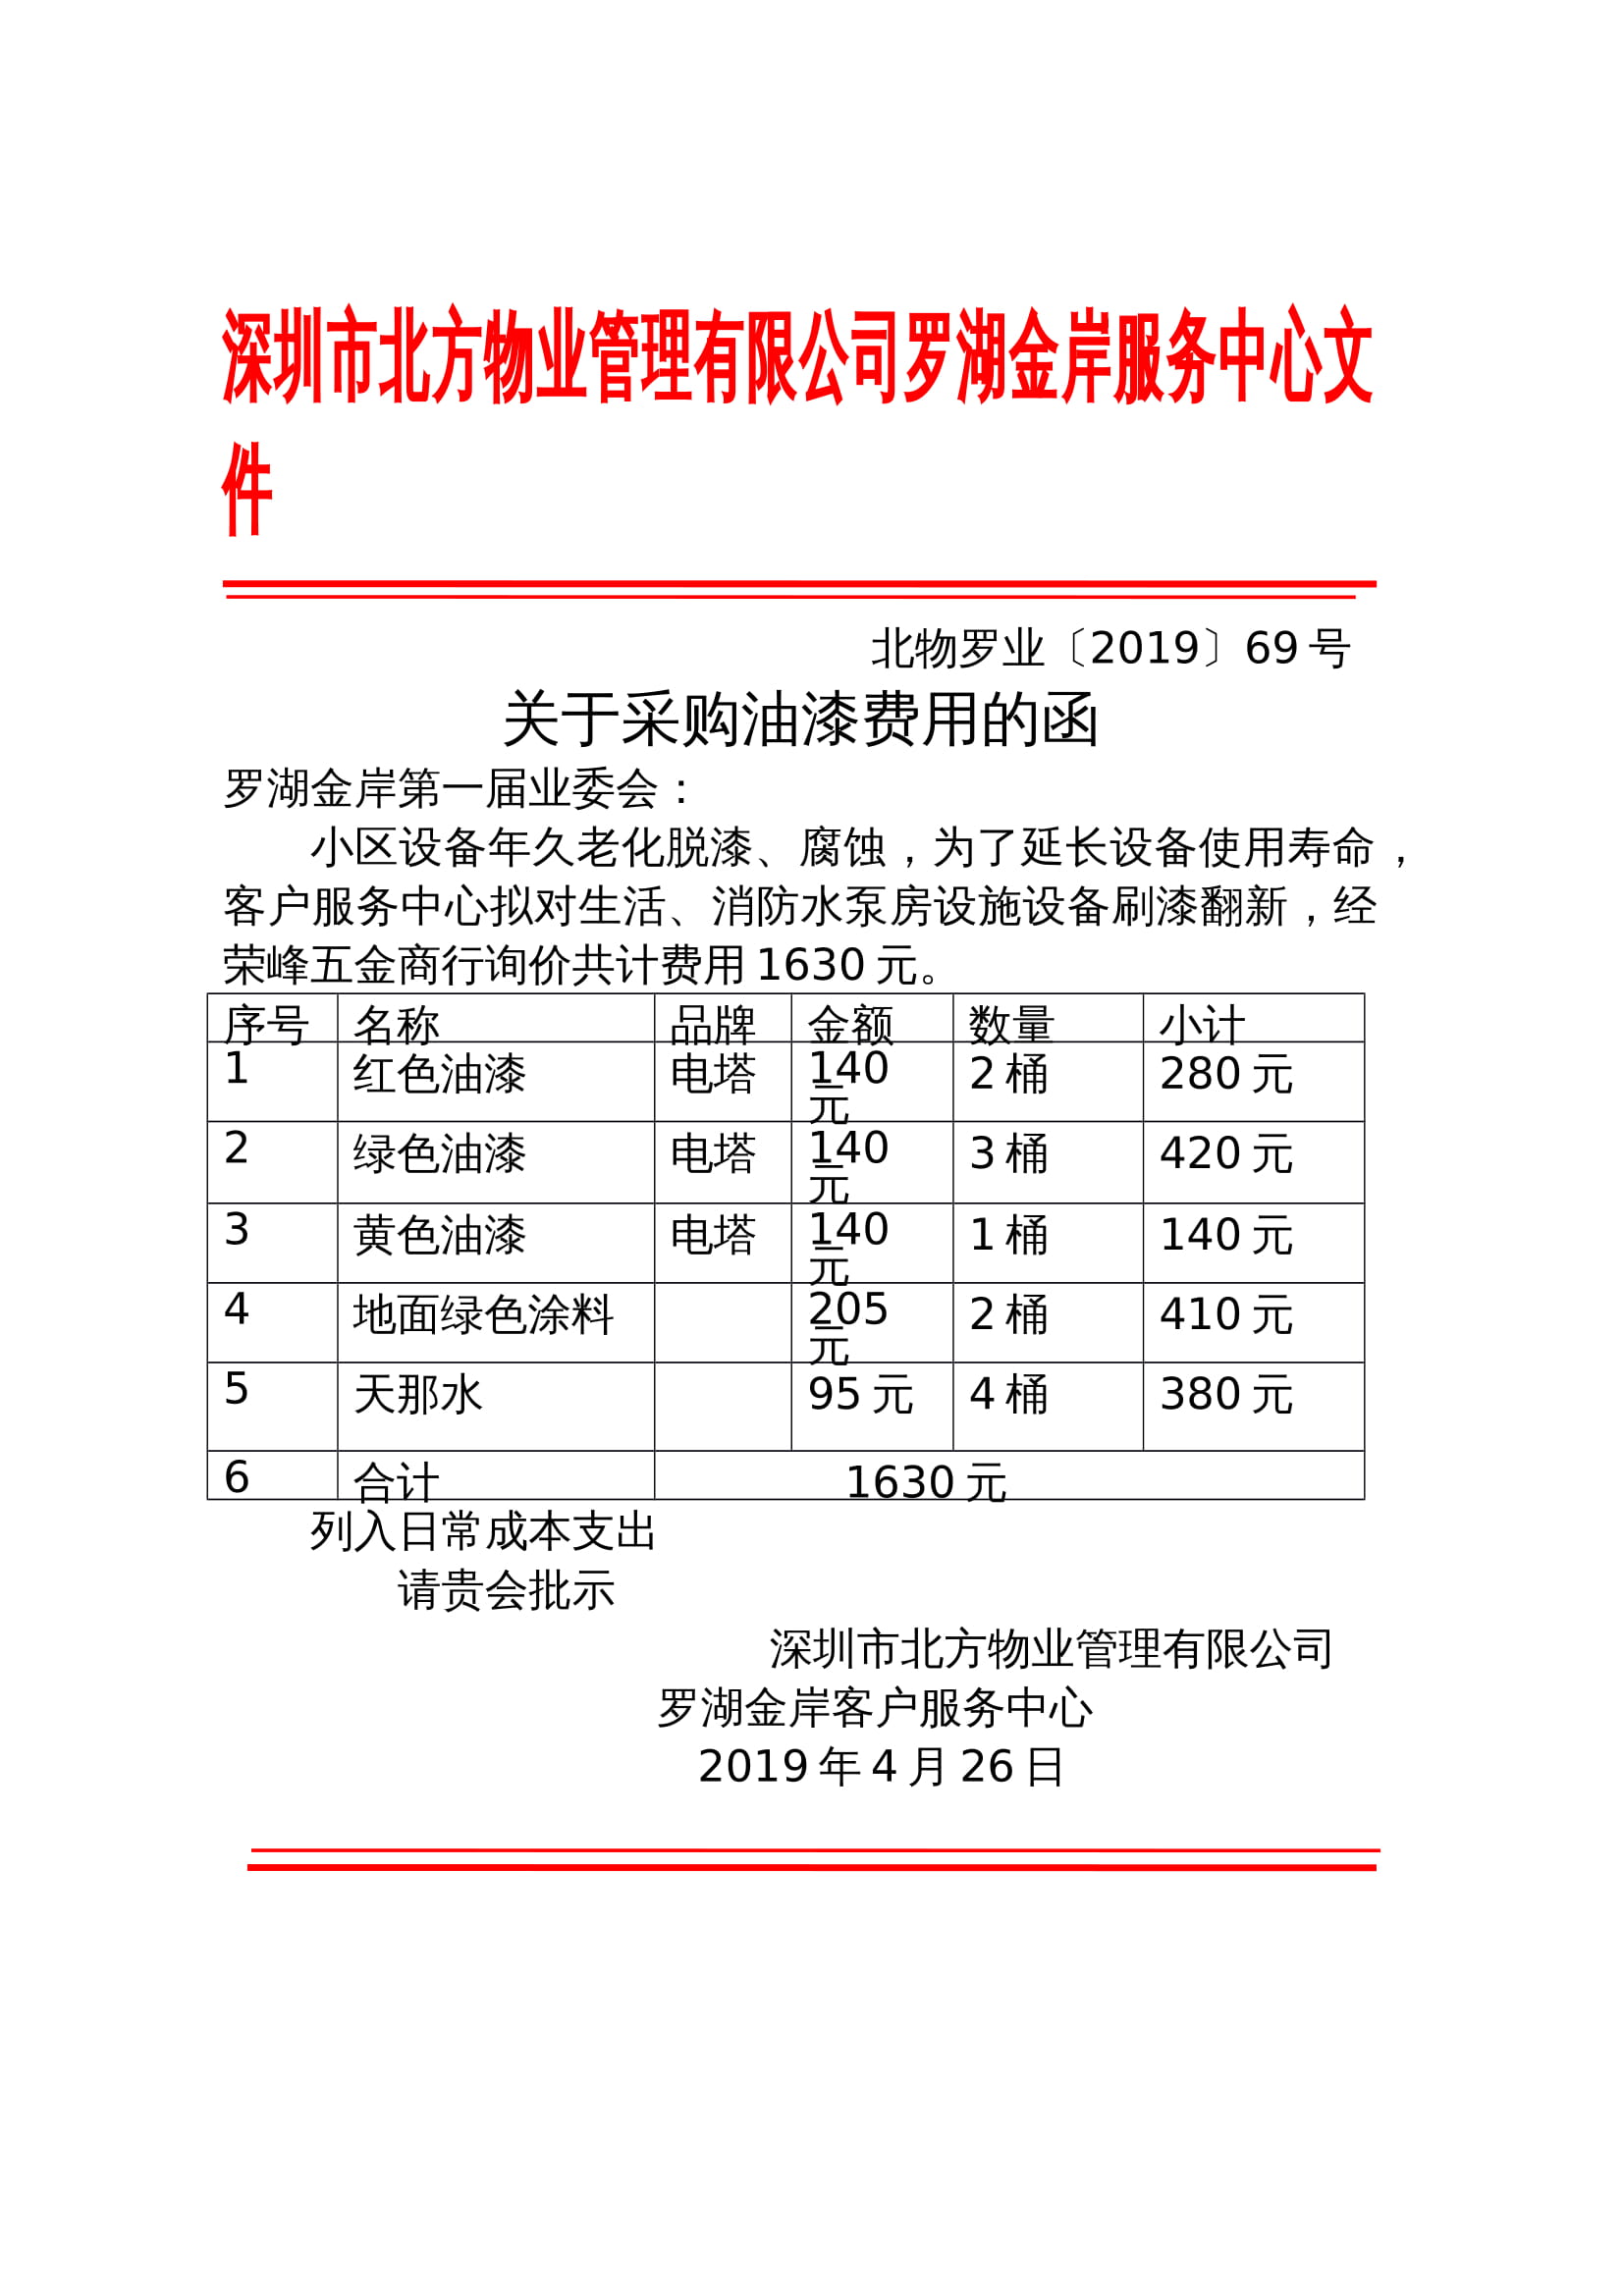 深圳市北方物业管理有限公司罗湖金岸服务中心文
件
北物罗业〔2019〕69 号
关于采购油漆费用的函
罗湖金岸第一届业委会：
小区设备年久老化脱漆、腐蚀，为了延长设备使用寿命，
客户服务中心拟对生活、消防水泵房设施设备刷漆翻新，经
荣峰五金商行询价共计费用 1630 元。
序号 名称 品牌 金额 数量 小计
1 红色油漆 电塔 140 元 2 桶 280 元
2 绿色油漆 电塔 140 元 3 桶 420 元
3 黄色油漆 电塔 140 元 1 桶 140 元
4 地面绿色涂料 205 元 2 桶 410 元
5 天那水 95 元 4 桶 380 元
6 合计 1630 元
列入日常成本支出
请贵会批示
深圳市北方物业管理有限公司
罗湖金岸客户服务中心
2019 年 4 月 26 日